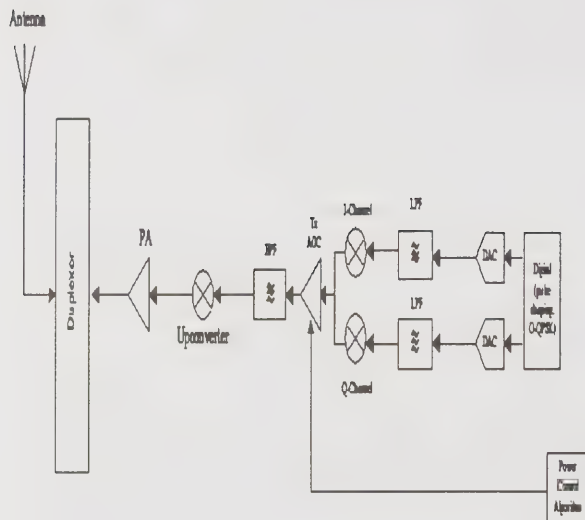 Antenna
Duplexor
PA
Upconverter
BPF
Tx
AGC
I-Channel
Q-Channel
LPF
LPF
DAC
DAC
Digital
(pulse
shaping,
O-QPSK)
Power
Control
Algorithm